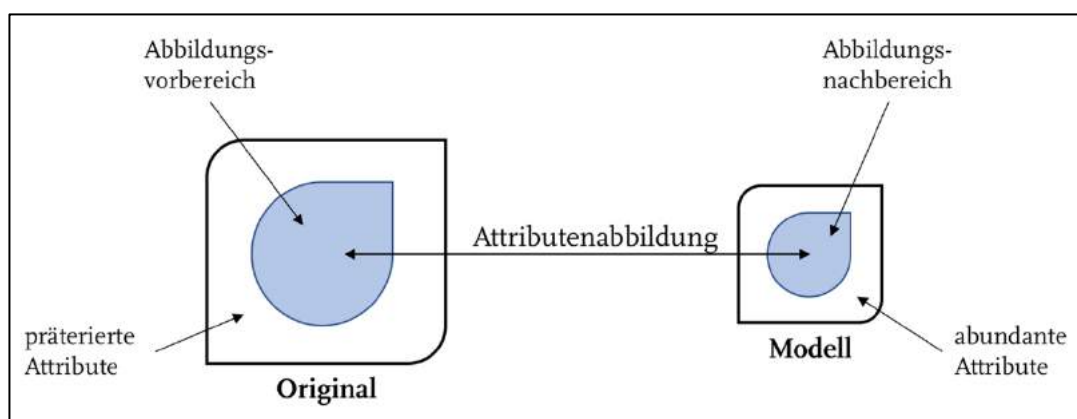 Abbildungs-
vorbereich
Abbildungs-
nachbereich
Attributenabbildung
präterierte
Attribute
Original
Modell
abundante
Attribute